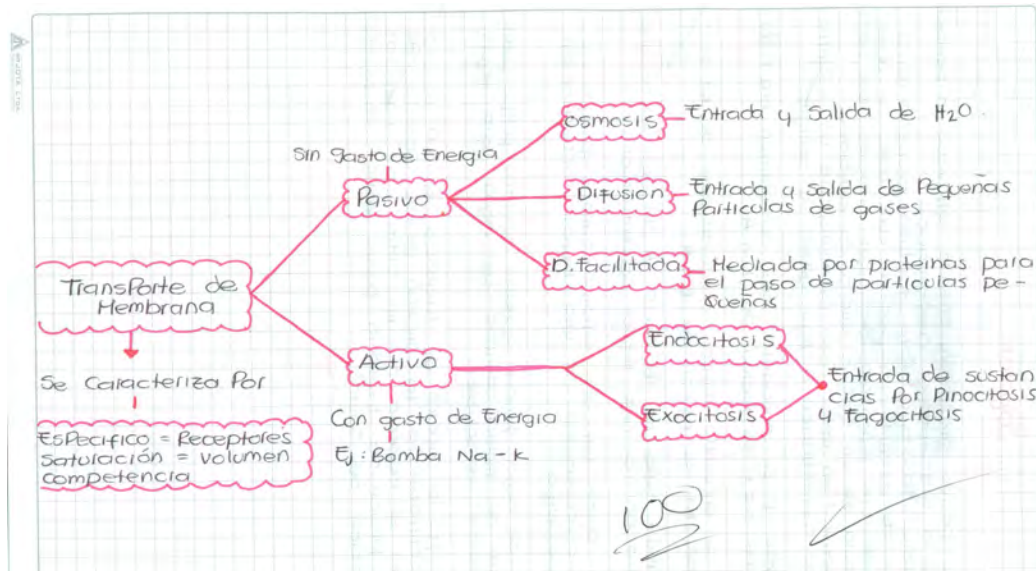 Transporte de
Membrana
Se Caracteriza Por
Específico = Receptores
Saturación = Volumen
Competencia
Sin gasto de Energia
Pasivo
Osmosis
Entrada y Salida de H2O.
Difusion
Entrada y Salida de Pequeñas
Particulas de gases
D. Facilitada
Mediada por proteinas para
el paso de particulas pe-
queñas
Activo
Con gasto de Energia
Ej: Bomba Na-K
Endocitosis
Exocitosis
Entrada de sustan
cias Por Pinocitosis
y Fagocitosis
100